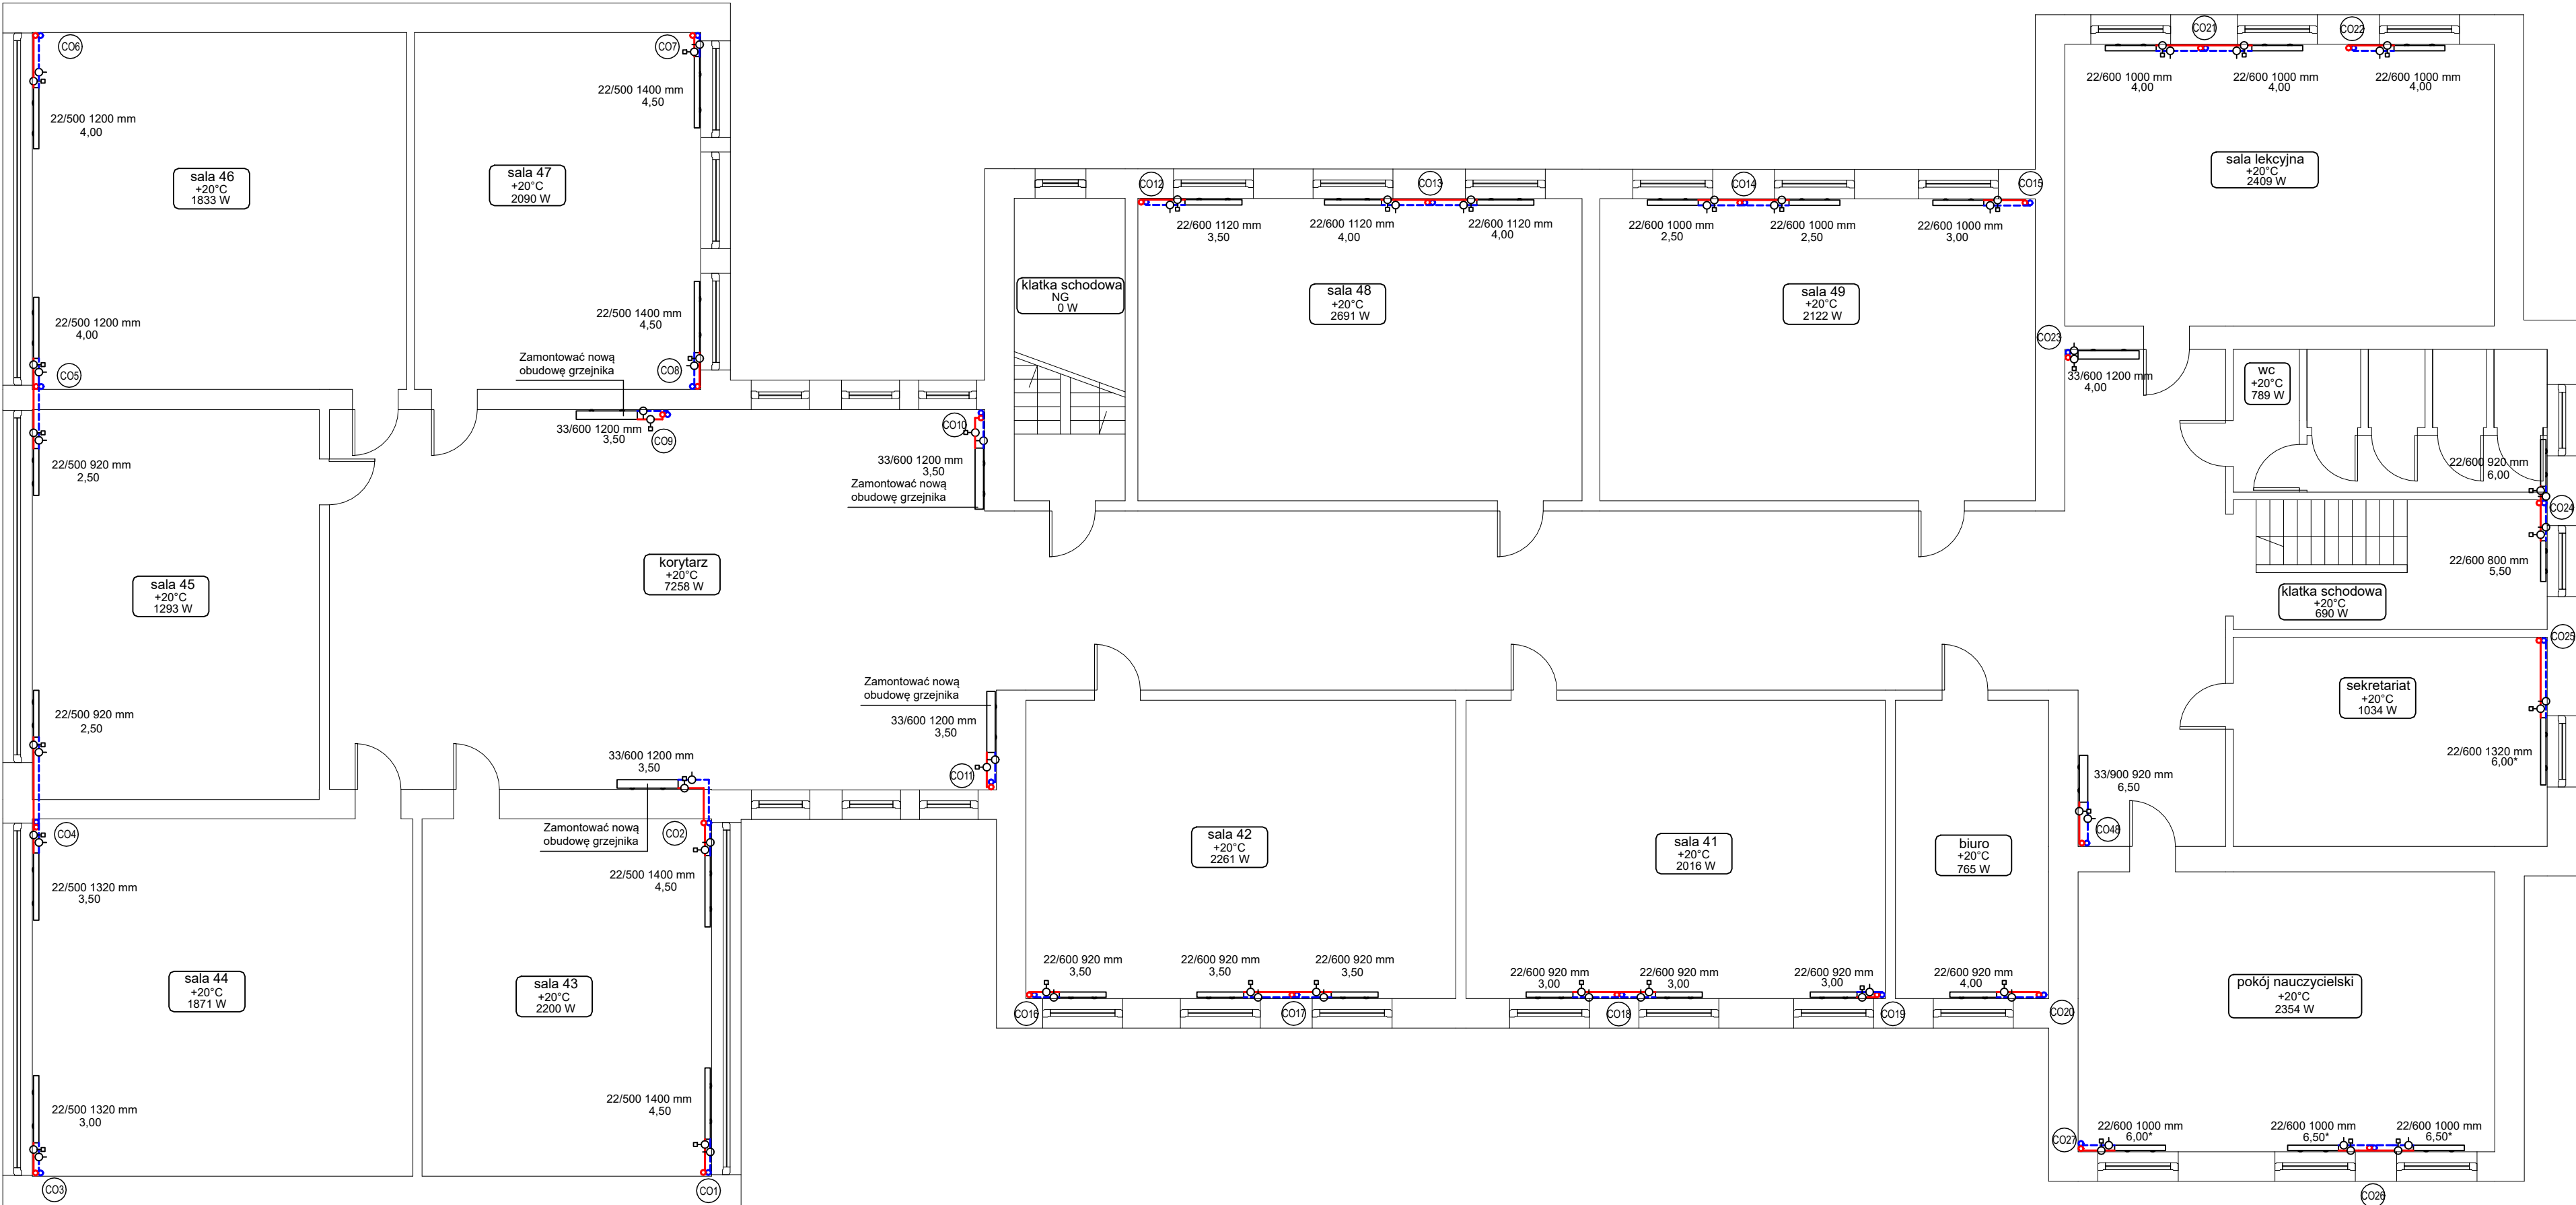 CO6
22/500 1200 mm
4,00
sala 46
+20°C
1833 W
22/500 1200 mm
4,00
CO5
CO7
22/500 1400 mm
4,50
sala 47
+20°C
2090 W
22/500 1400 mm
4,50
CO8
Zamontować nową
obudowę grzejnika
33/600 1200 mm
3,50
CO9
CO10
33/600 1200 mm
3,50
Zamontować nową
obudowę grzejnika
22/500 920 mm
2,50
sala 45
+20°C
1293 W
22/500 920 mm
2,50
korytarz
+20°C
7258 W
Zamontować nową
obudowę grzejnika
33/600 1200 mm
3,50
CO11
33/600 1200 mm
3,50
Zamontować nową
obudowę grzejnika
CO4
22/500 1320 mm
3,50
sala 44
+20°C
1871 W
22/500 1320 mm
3,00
CO3
CO2
22/500 1400 mm
4,50
sala 43
+20°C
2200 W
22/500 1400 mm
4,50
CO1
klatka schodowa
NG
0 W
CO12
CO13
22/600 1120 mm
3,50
22/600 1120 mm
4,00
22/600 1120 mm
4,00
sala 48
+20°C
2691 W
CO14
CO15
22/600 1000 mm
2,50
22/600 1000 mm
2,50
22/600 1000 mm
3,00
sala 49
+20°C
2122 W
CO21
CO22
22/600 1000 mm
4,00
22/600 1000 mm
4,00
22/600 1000 mm
4,00
sala lekcyjna
+20°C
2409 W
CO23
33/600 1200 mm
4,00
wc
+20°C
789 W
22/600 920 mm
6,00
CO24
22/600 800 mm
5,50
klatka schodowa
+20°C
690 W
CO25
sekretariat
+20°C
1034 W
22/600 1320 mm
6,00*
33/900 920 mm
6,50
CO48
sala 42
+20°C
2261 W
22/600 920 mm
3,50
22/600 920 mm
3,50
22/600 920 mm
3,50
CO16
CO17
sala 41
+20°C
2016 W
22/600 920 mm
3,00
22/600 920 mm
3,00
22/600 920 mm
3,00
CO18
CO19
biuro
+20°C
765 W
22/600 920 mm
4,00
CO20
pokój nauczycielski
+20°C
2354 W
22/600 1000 mm
6,00*
22/600 1000 mm
6,50*
22/600 1000 mm
6,50*
CO27
CO26